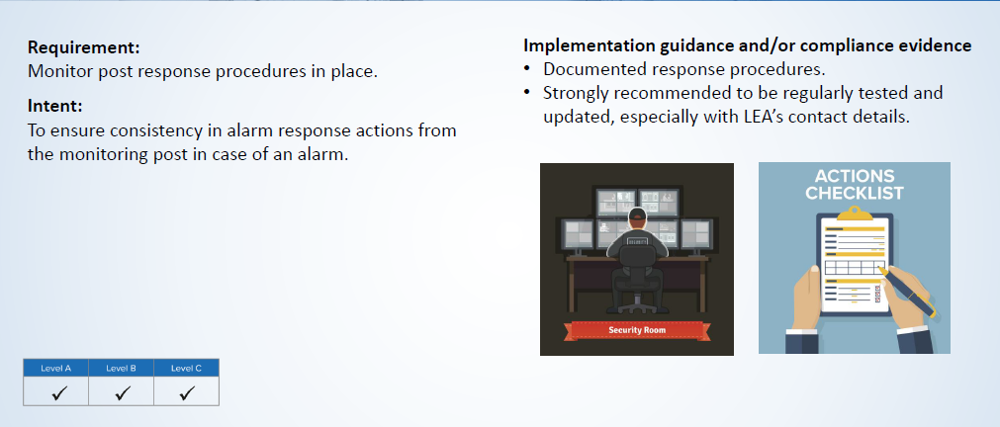 Requirement:
Monitor post response procedures in place.
Intent:
To ensure consistency in alarm response actions from
the monitoring post in case of an alarm.
Implementation guidance and/or compliance evidence
• Documented response procedures.
• Strongly recommended to be regularly tested and
updated, especially with LEA's contact details.
SECURITY
Security Room
ACTIONS
CHECKLIST
Level A Level B Level C
✓ ✓ ✓